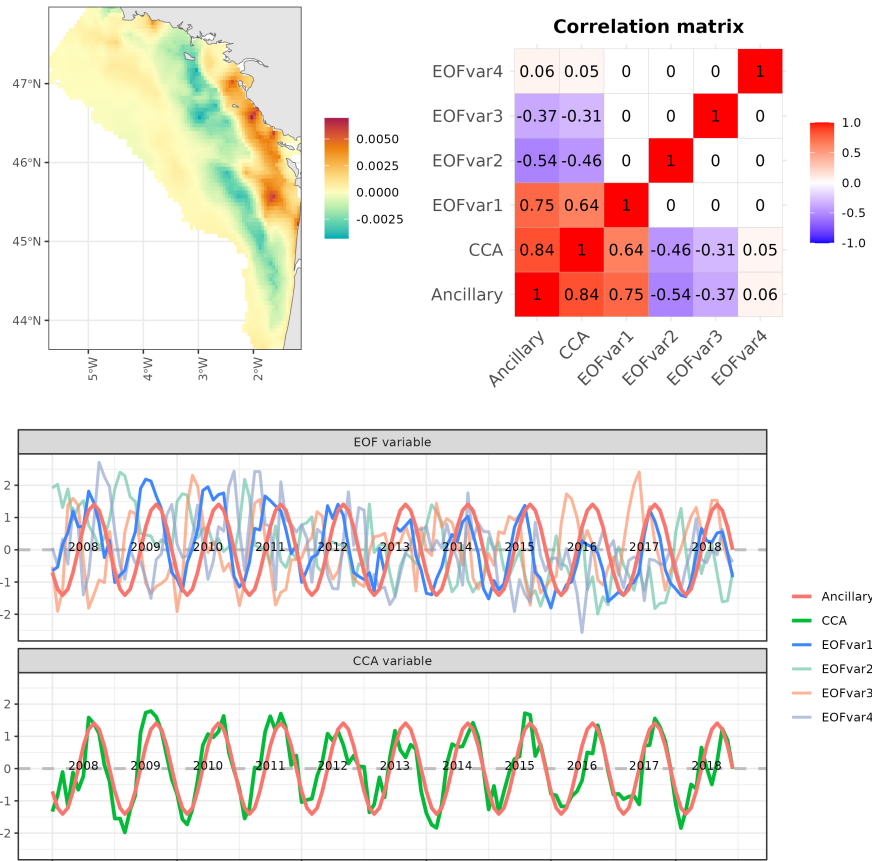 47°N
46°N
45°N
44°N
5°W
4°W
3°W
2°W
0.0050
0.0025
0.0000
-0.0025
Correlation matrix
EOFvar4 0.06 0.05 0 0 0 1
EOFvar3 -0.37 -0.31 0 0 1 0
EOFvar2 -0.54 -0.46 0 1 0 0
EOFvar1 0.75 0.64 1 0 0 0
CCA 0.84 1 0.64 -0.46 -0.31 0.05
Ancillary 1 0.84 0.75 -0.54 -0.37 0.06
Ancillary
CCA
EOFvar1
EOFvar2
EOFvar3
EOFvar4
1.0
0.5
0.0
-0.5
-1.0
EOF variable
2
1
0
-1
-2
2008 2009 2010 2011 2012 2013 2014 2015 2016 2017 2018
CCA variable
2
1
0
-1
-2
2008 2009 2010 2011 2012 2013 2014 2015 2016 2017 2018
Ancillary
CCA
EOFvar1
EOFvar2
EOFvar3
EOFvar4